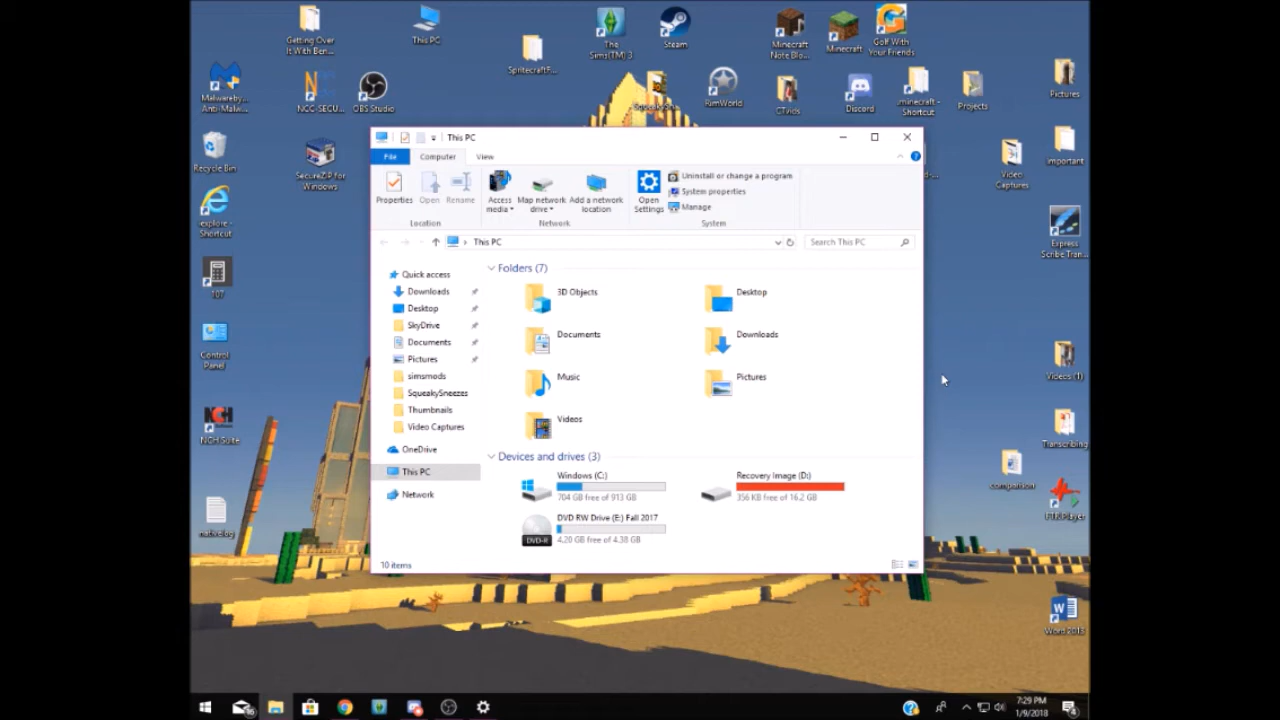 Getting Over
It With Ben...
This PC
The
Sims(TM) 3
Steam
Minecraft
Note Blo...
Minecraft
Golf With
Your Friends
SpritecraftF...
Malwareby...
Anti-Malw...
NCC-SECU...
OBS Studio
RimWorld
CTvids
Discord
.minecraft -
Shortcut
Projects
Pictures
Recycle Bin
SecureZIP for
Windows
Video
Captures
Important
iexplore -
Shortcut
Express
Scribe Tran...
107
Control
Panel
Videos (1)
NCH Suite
Transcribing
comparison
nativelog
FTR Player
Word 2013
This PC
File
Computer
View
Properties
Open
Rename
Location
Access
media
Map network
drive
Add a network
location
Network
Open
Settings
Uninstall or change a program
System properties
Manage
System
This PC
Search This PC
Quick access
Downloads
Desktop
SkyDrive
Documents
Pictures
simsmods
SqueakySneezes
Thumbnails
Video Captures
OneDrive
This PC
Network
Folders (7)
3D Objects
Desktop
Documents
Downloads
Music
Pictures
Videos
Devices and drives (3)
Windows (C:)
704 GB free of 913 GB
Recovery Image (D:)
356 KB free of 16.2 GB
DVD RW Drive (E:) Fall 2017
4.20 GB free of 4.38 GB
DVD-R
10 items
7:29 PM
1/9/2018